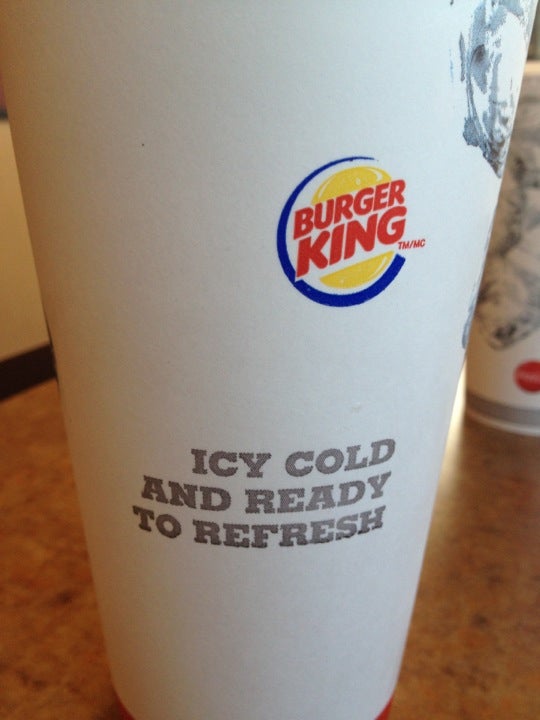 BURGER
KING
TM/MC
ICY COLD
AND READY
TO REFRESH